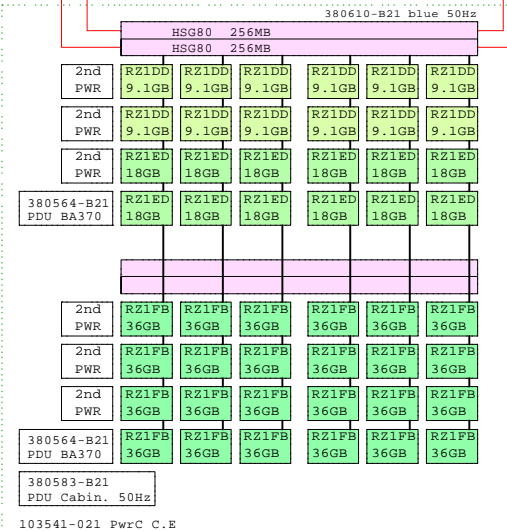 380610-B21 blue 50Hz
HSG80 256MB
HSG80 256MB
2nd RZ1DD RZ1DD RZ1DD RZ1DD RZ1DD RZ1DD
PWR 9.1GB 9.1GB 9.1GB 9.1GB 9.1GB 9.1GB
2nd RZ1DD RZ1DD RZ1DD RZ1DD RZ1DD RZ1DD
PWR 9.1GB 9.1GB 9.1GB 9.1GB 9.1GB 9.1GB
2nd RZ1ED RZ1ED RZ1ED RZ1ED RZ1ED RZ1ED
PWR 18GB 18GB 18GB 18GB 18GB 18GB
380564-B21 RZ1ED RZ1ED RZ1ED RZ1ED RZ1ED RZ1ED
PDU BA370 18GB 18GB 18GB 18GB 18GB 18GB
2nd RZ1FB RZ1FB RZ1FB RZ1FB RZ1FB RZ1FB
PWR 36GB 36GB 36GB 36GB 36GB 36GB
2nd RZ1FB RZ1FB RZ1FB RZ1FB RZ1FB RZ1FB
PWR 36GB 36GB 36GB 36GB 36GB 36GB
2nd RZ1FB RZ1FB RZ1FB RZ1FB RZ1FB RZ1FB
PWR 36GB 36GB 36GB 36GB 36GB 36GB
380564-B21 RZ1FB RZ1FB RZ1FB RZ1FB RZ1FB RZ1FB
PDU BA370 36GB 36GB 36GB 36GB 36GB 36GB
380583-B21
PDU Cabin. 50Hz
103541-021 PwrC C.E